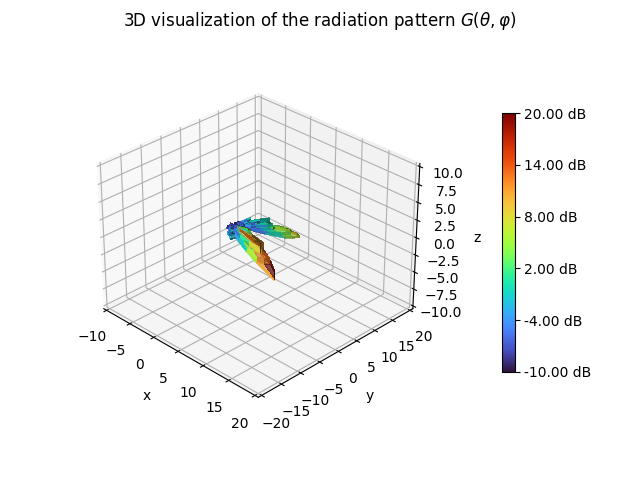 3D visualization of the radiation pattern G(θ, φ)
20.00 dB
14.00 dB
8.00 dB
2.00 dB
-4.00 dB
-10.00 dB
10.0
7.5
5.0
2.5
0.0
−2.5
−5.0
−7.5
−10.0
z
−10
−5
0
5
10
15
20
x
−20
−15
−10
−5
0
5
10
15
20
y